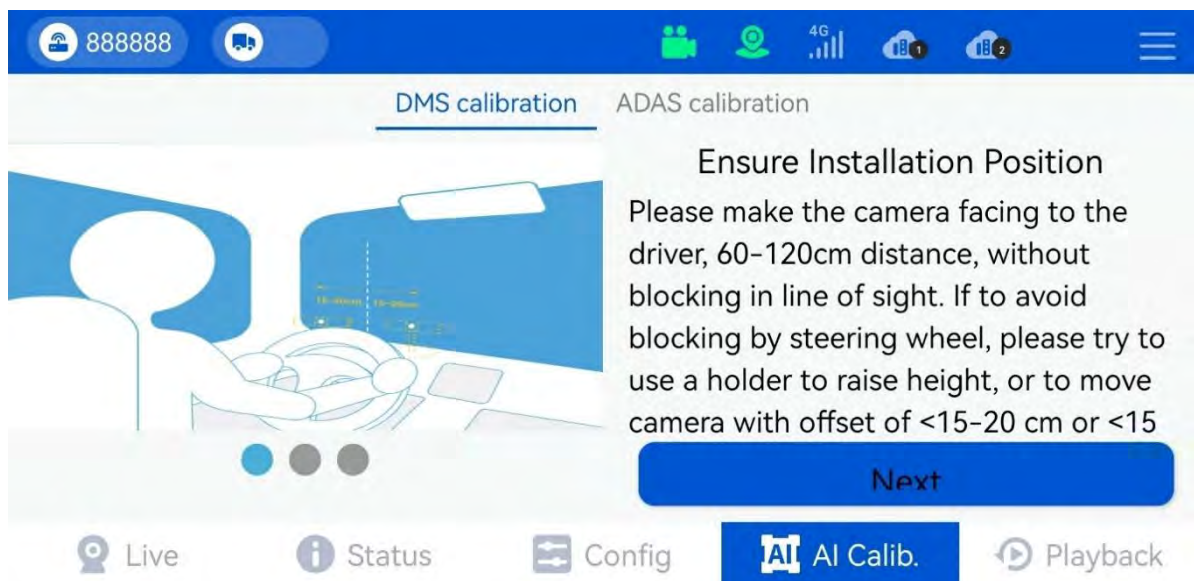 888888
4G
1
2
DMS calibration
ADAS calibration
Ensure Installation Position
Please make the camera facing to the
driver, 60-120cm distance, without
blocking in line of sight. If to avoid
blocking by steering wheel, please try to
use a holder to raise height, or to move
camera with offset of <15-20 cm or <15
Next
Live
Status
Config
AI AI Calib.
Playback